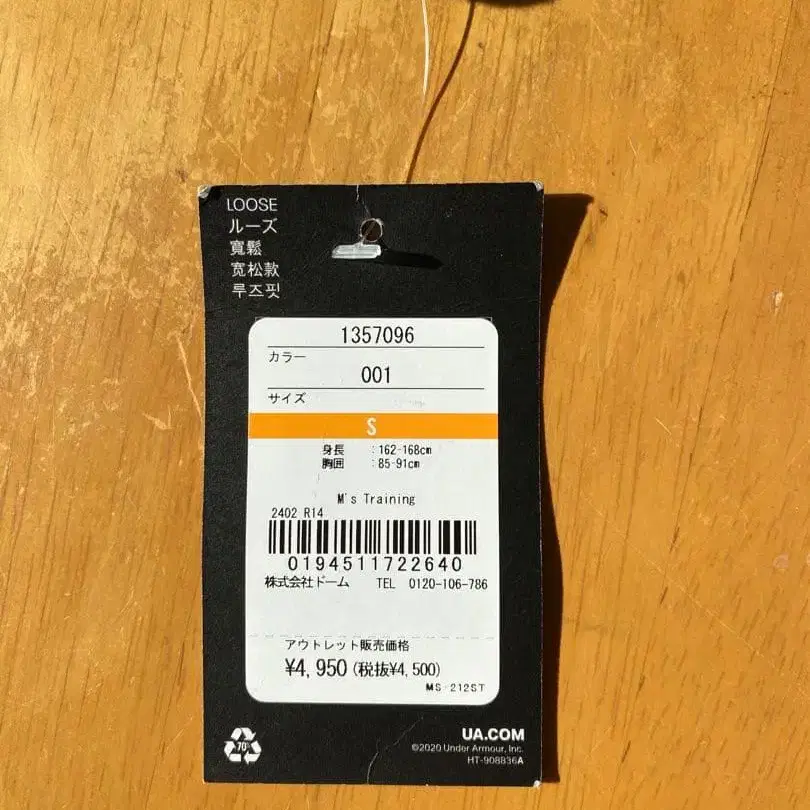 LOOSE
ルーズ
寬鬆
宽松款
루즈핏
1357096
カラー
001
サイズ
S
身長 :162-168cm
胸囲 :85-91cm
M's Training
2402 R14
0194511722640
株式会社ドーム TEL 0120-106-786
アウトレット販売価格
¥4,950(税抜¥4,500)
MS-212ST
70
UA.COM
©2020 Under Armour, Inc.
HT-908B36A